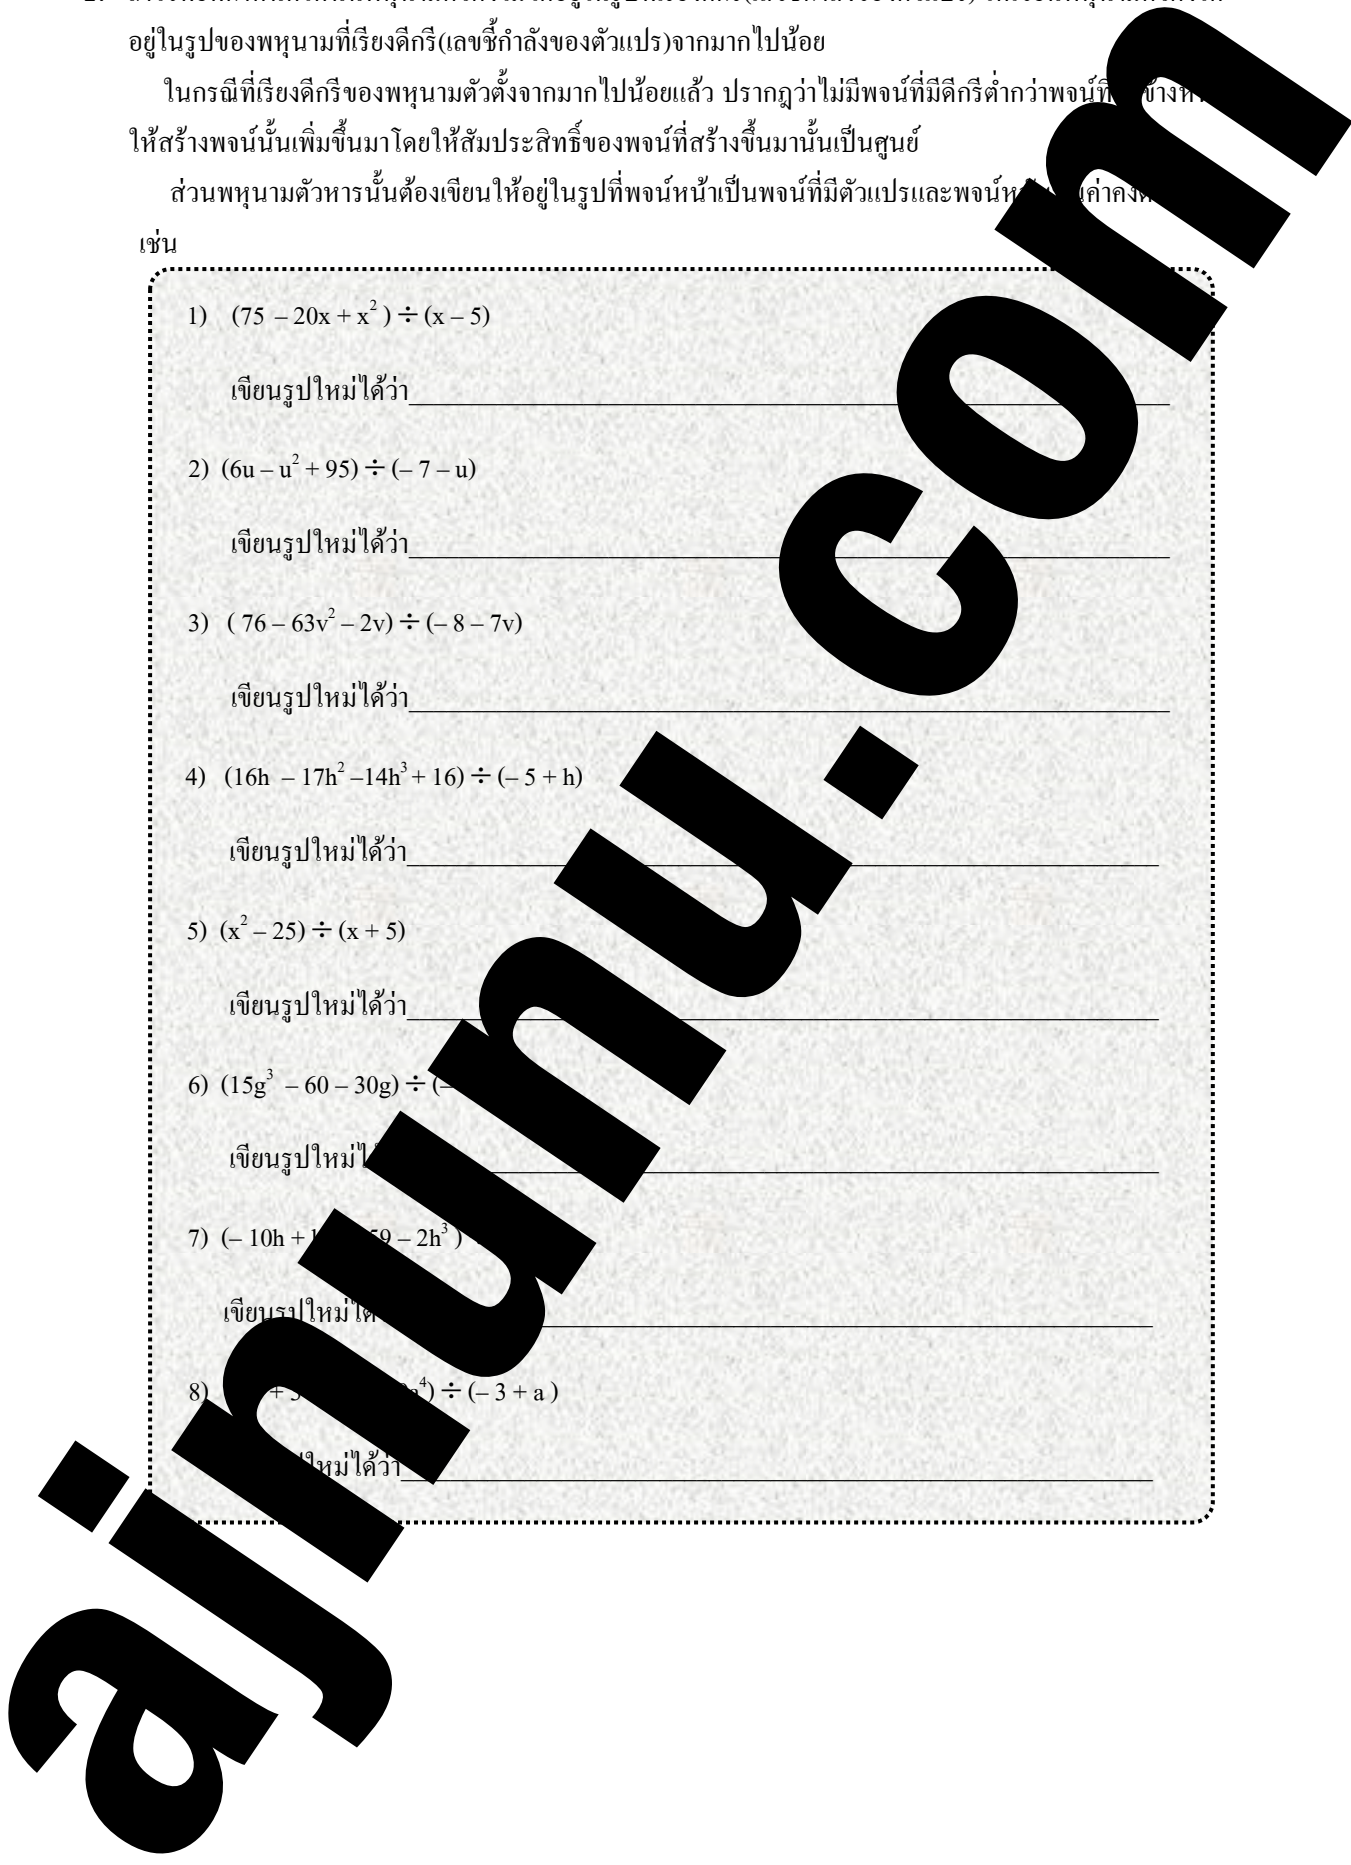 อยู่ในรูปของพหุนามที่เรียงดีกรี(เลขชี้กำลังของตัวแปร)จากมากไปน้อย
ในกรณีที่เรียงดีกรีของพหุนามตัวตั้งจากมากไปน้อยแล้ว ปรากฎว่าไม่มีพจน์ที่มีดีกรีต่ำกว่าพจน์ที่
ให้สร้างพจน์นั้นเพิ่มขึ้นมาโดยให้สัมประสิทธิ์ของพจน์ที่สร้างขึ้นมานั้นเป็นศูนย์
ส่วนพหุนามตัวหารนั้นต้องเขียนให้อยู่ในรูปที่พจน์หน้าเป็นพจน์ที่มีตัวแปรและพจน์
เช่น
1) (75 – 20x + x² ) ÷ (x – 5)
เขียนรูปใหม่ได้ว่า
2) (6u – u² + 95) ÷ (– 7 – u)
เขียนรูปใหม่ได้ว่า
3) ( 76 – 63v² – 2v) ÷ (– 8 – 7v)
เขียนรูปใหม่ได้ว่า
4) (16h – 17h² –14h³ + 16) ÷ (– 5 + h)
เขียนรูปใหม่ได้ว่า
5) (x² – 25) ÷ (x + 5)
เขียนรูปใหม่ได้ว่า
6) (15g³ – 60 – 30g) ÷ (–
เขียนรูปใหม่
7) (– 10h + – 2h³ )
เขียนรูปใหม่
8) ÷ (– 3 + a )
ใหม่ได้ว่า
ajnunu.com